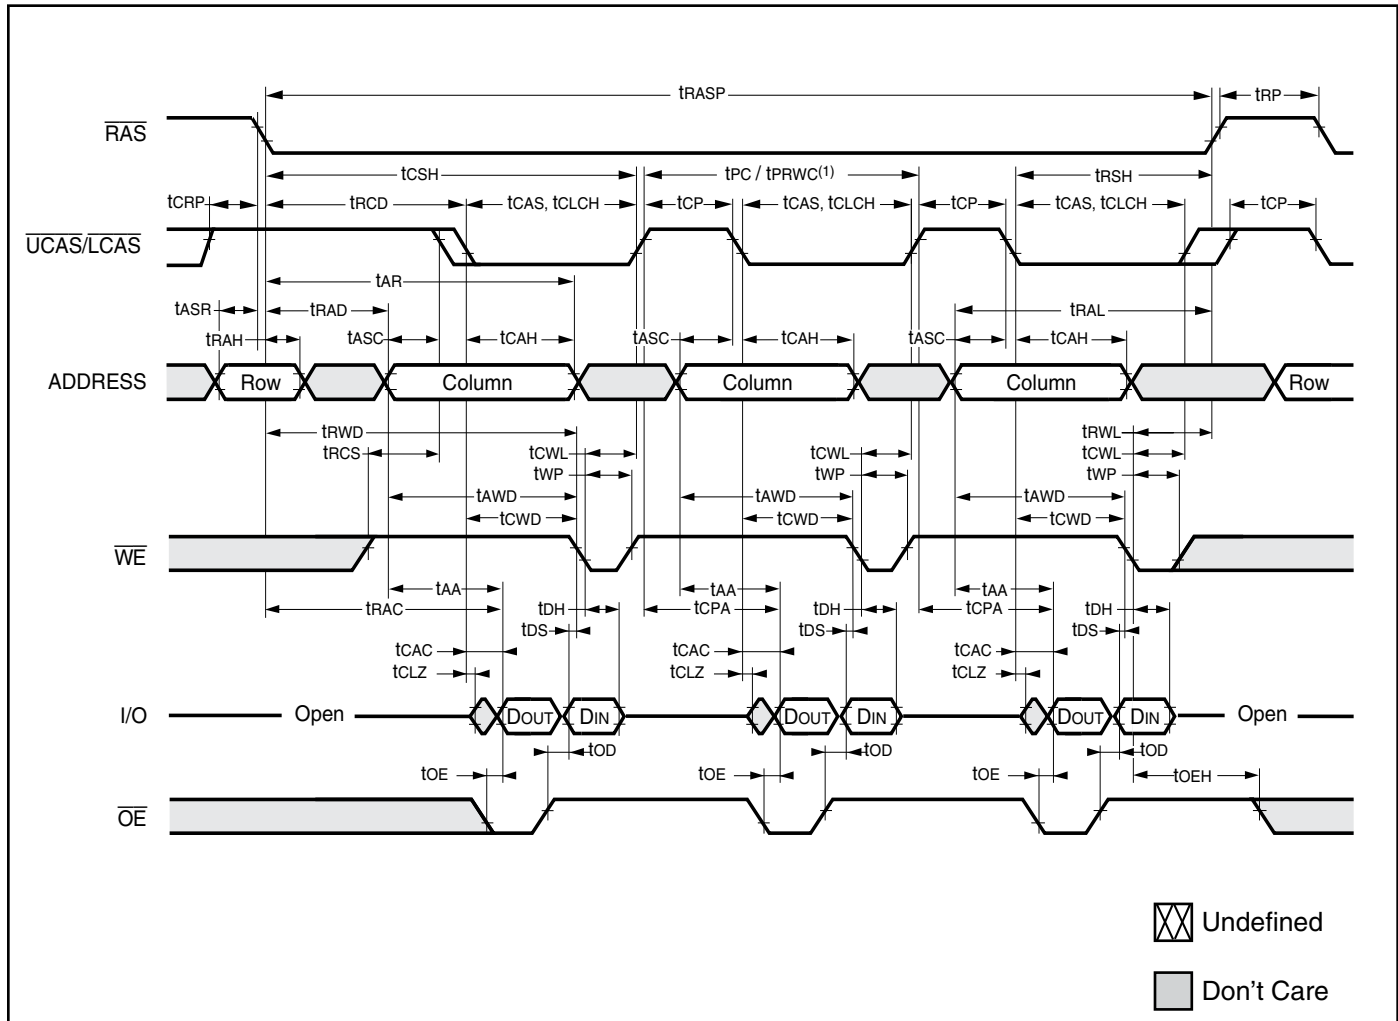 tRASP
tRP
RAS
tCSH
tPC / tPRWC(1)
tRSH
tCRP
tRCD
tCAS, tCLCH
tCP
tCAS, tCLCH
tCP
tCAS, tCLCH
tCP
UCAS/LCAS
tAR
tASR
tRAD
tRAL
tRAH
tASC
tCAH
tASC
tCAH
tASC
tCAH
ADDRESS
Row
Column
Column
Column
Row
tRWD
tRWL
tRCS
tCWL
tCWL
tCWL
tWP
tWP
tWP
tAWD
tAWD
tAWD
tCWD
tCWD
tCWD
WE
tAA
tAA
tAA
tRAC
tDH
tCPA
tDH
tCPA
tDH
tDS
tDS
tDS
tCAC
tCAC
tCAC
tCLZ
tCLZ
tCLZ
I/O
Open
DOUT
DIN
DOUT
DIN
DOUT
DIN
Open
tOD
tOD
tOD
tOE
tOE
tOE
tOEH
OE
Undefined
Don't Care